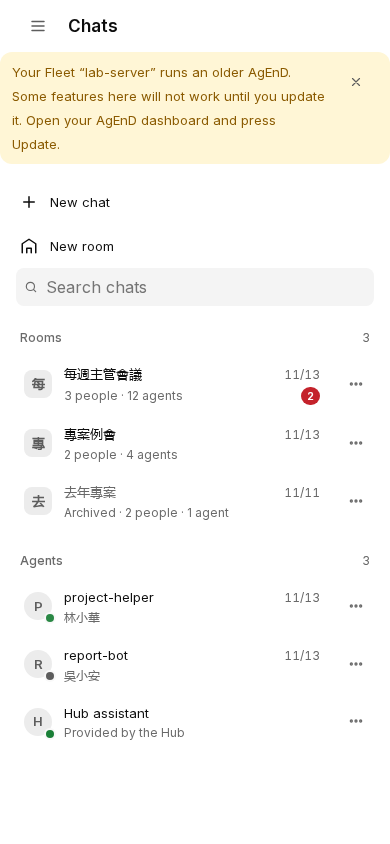 Chats
Your Fleet “lab-server” runs an older AgEnD.
Some features here will not work until you update
it. Open your AgEnD dashboard and press
Update.
New chat
New room
Search chats
Rooms 3
每 每週主管會議 11/13
3 people · 12 agents 2
專 專案例會 11/13
2 people · 4 agents
去 去年專案 11/11
Archived · 2 people · 1 agent
Agents 3
P project-helper 11/13
林小華
R report-bot 11/13
吳小安
H Hub assistant
Provided by the Hub